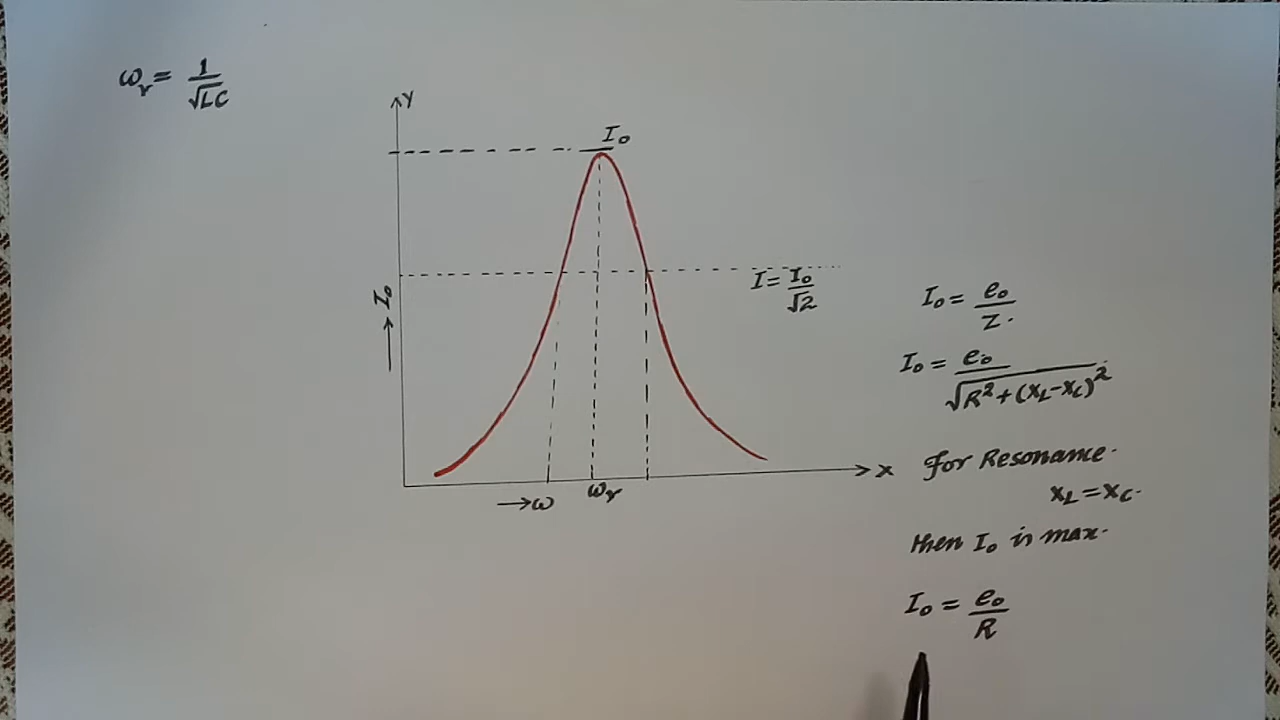 ωr = 1/√LC
Y
I₀
→ I₀
I = I₀/√2
→ω
ωr
X
I₀ = e₀/Z.
I₀ = e₀/√R²+(XL-XC)²
for Resonance.
XL = XC.
then I₀ is max.
I₀ = e₀/R